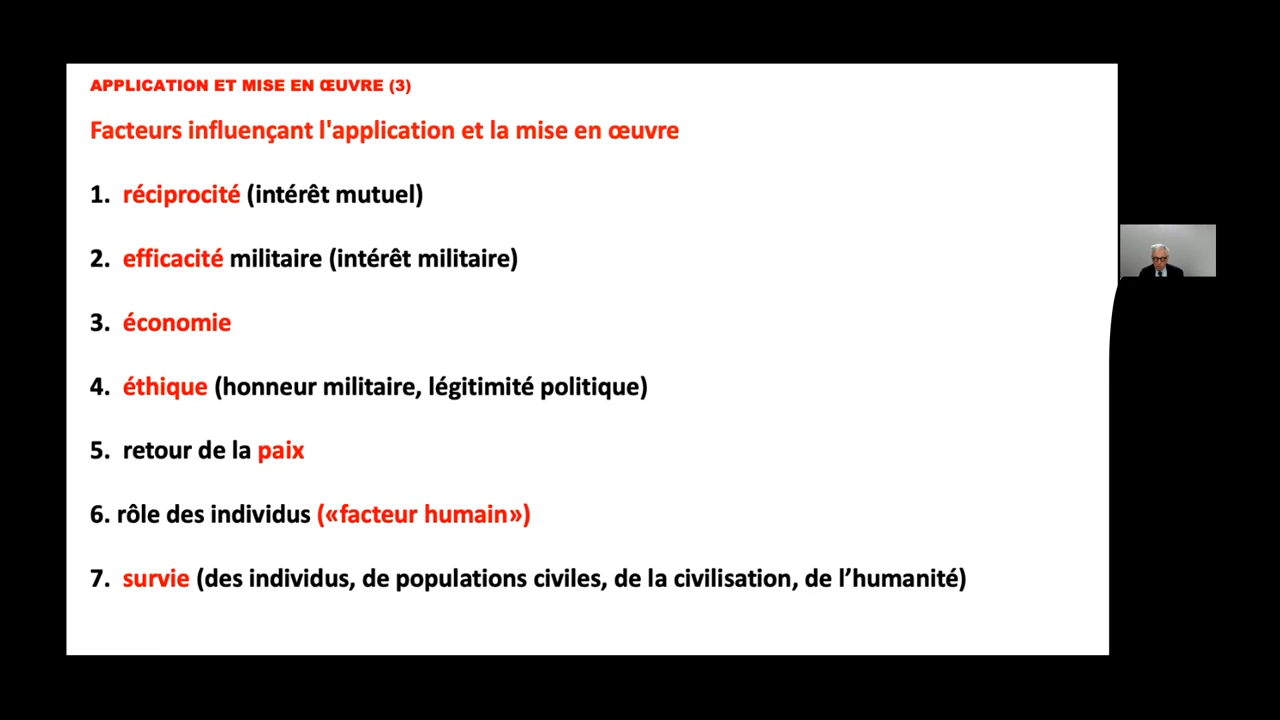 APPLICATION ET MISE EN ŒUVRE (3)
Facteurs influençant l'application et la mise en œuvre
1. réciprocité (intérêt mutuel)
2. efficacité militaire (intérêt militaire)
3. économie
4. éthique (honneur militaire, légitimité politique)
5. retour de la paix
6. rôle des individus («facteur humain»)
7. survie (des individus, de populations civiles, de la civilisation, de l’humanité)